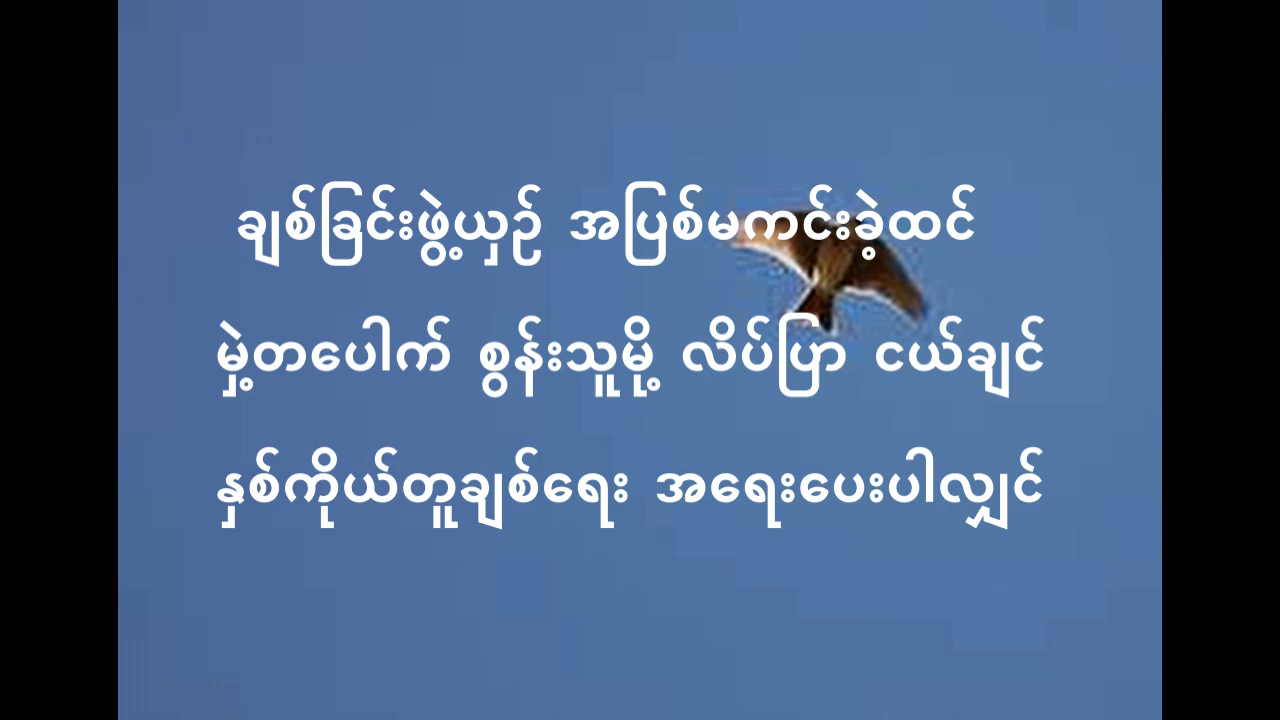 ချစ်ခြင်းဖွဲ့ယှဉ် အပြစ်မကင်းခဲ့ထင်
မှဲ့တပေါက် စွန်းသူမို့ လိပ်ပြာ ငယ်ချင်
နှစ်ကိုယ်တူချစ်ရေး အရေးပေးပါလျှင်